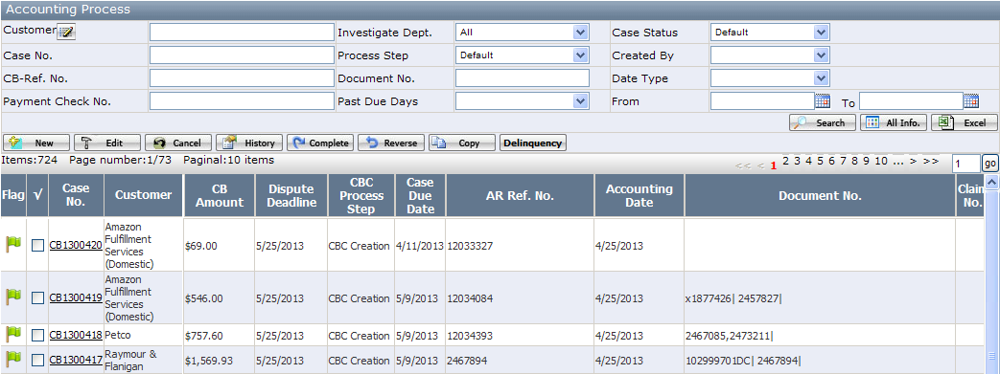 Accounting Process
Customer Investigate Dept. All Case Status Default
Case No. Process Step Default Created By
CB-Ref. No. Document No. Date Type
Payment Check No. Past Due Days From To
Search All Info. Excel
New Edit Cancel History Complete Reverse Copy Delinquency
Items:724 Page number:1/73 Paginal:10 items << < 1 2 3 4 5 6 7 8 9 10 ... > >> 1 go
Flag √ Case No. Customer CB Amount Dispute Deadline CBC Process Step Case Due Date AR Ref. No. Accounting Date Document No. Claim No.
CB1300420 Amazon Fulfillment Services (Domestic) $69.00 5/25/2013 CBC Creation 4/11/2013 12033327 4/25/2013
CB1300419 Amazon Fulfillment Services (Domestic) $546.00 5/25/2013 CBC Creation 5/9/2013 12034084 4/25/2013 x1877426| 2457827|
CB1300418 Petco $757.60 5/25/2013 CBC Creation 5/9/2013 12034393 4/25/2013 2467085,2473211|
CB1300417 Raymour & Flanigan $1,569.93 5/25/2013 CBC Creation 5/9/2013 2467894 4/25/2013 102999701DC| 2467894|